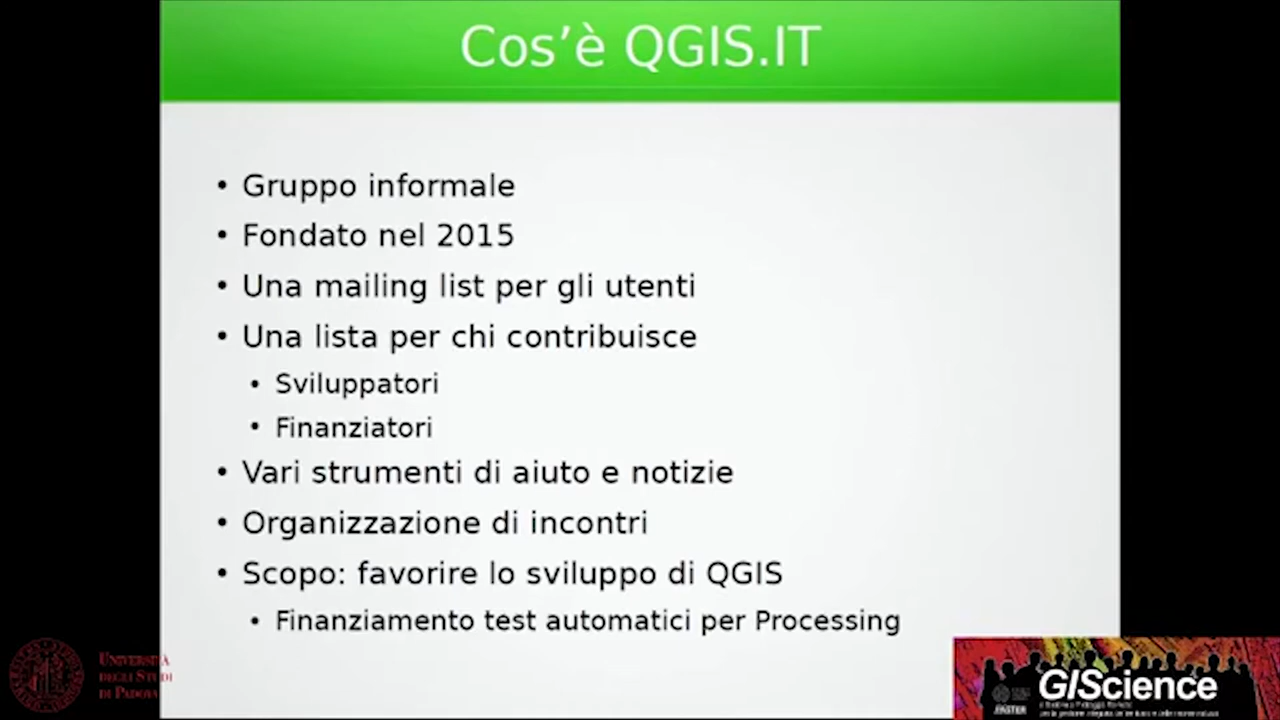 Cos'è QGIS.IT
• Gruppo informale
• Fondato nel 2015
• Una mailing list per gli utenti
• Una lista per chi contribuisce
• Sviluppatori
• Finanziatori
• Vari strumenti di aiuto e notizie
• Organizzazione di incontri
• Scopo: favorire lo sviluppo di QGIS
• Finanziamento test automatici per Processing
UNIVERSITÀ
DEGLI STUDI
DI PADOVA
GIScience
MASTER